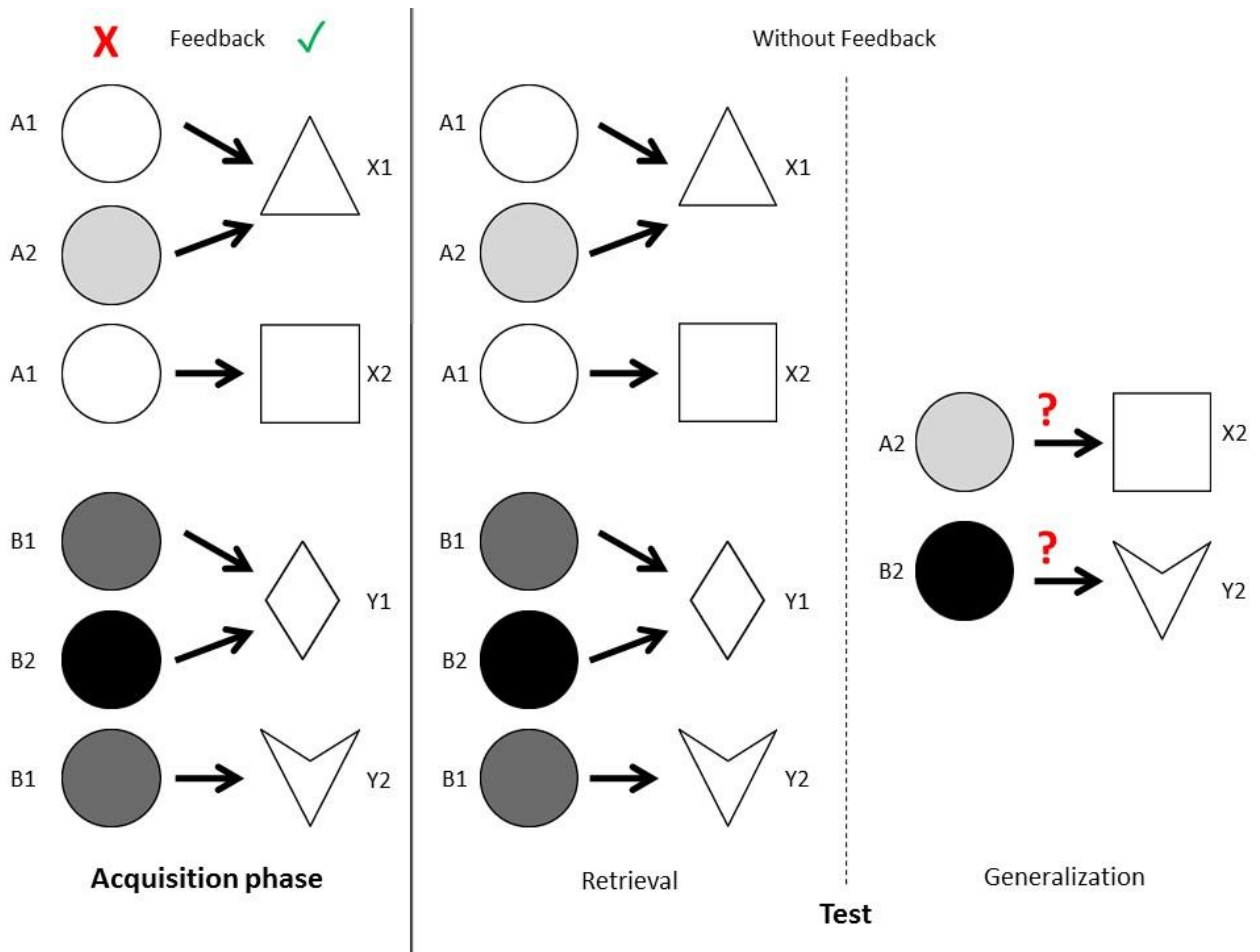 X Feedback ✓
Without Feedback
A1
X1
A2
A1
X2
B1
Y1
B2
B1
Y2
Acquisition phase
A1
X1
A2
A1
X2
B1
Y1
B2
B1
Y2
Retrieval
?
A2
X2
?
B2
Y2
Generalization
Test